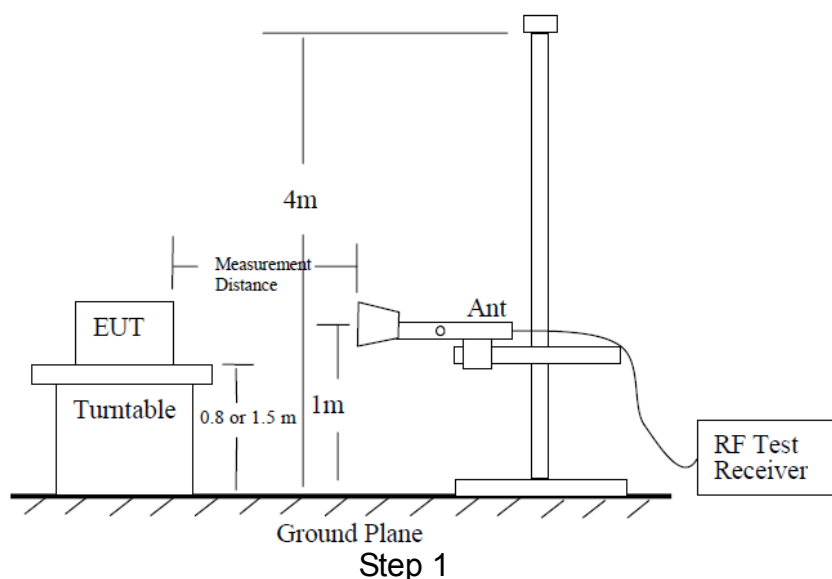 4m
Measurement
Distance
EUT
Ant
Turntable
0.8 or 1.5 m
1m
RF Test
Receiver
Ground Plane
Step 1